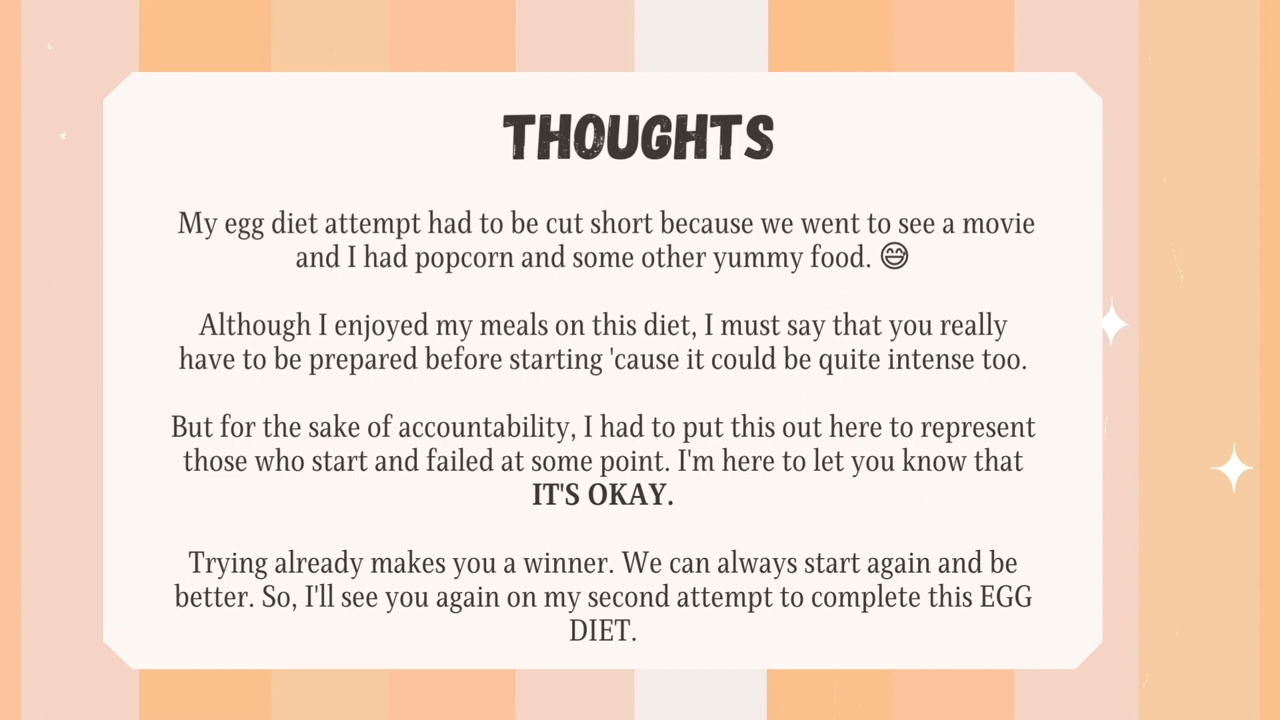 THOUGHTS
My egg diet attempt had to be cut short because we went to see a movie
and I had popcorn and some other yummy food. 😅
Although I enjoyed my meals on this diet, I must say that you really
have to be prepared before starting 'cause it could be quite intense too.
But for the sake of accountability, I had to put this out here to represent
those who start and failed at some point. I'm here to let you know that
IT'S OKAY.
Trying already makes you a winner. We can always start again and be
better. So, I'll see you again on my second attempt to complete this EGG
DIET.